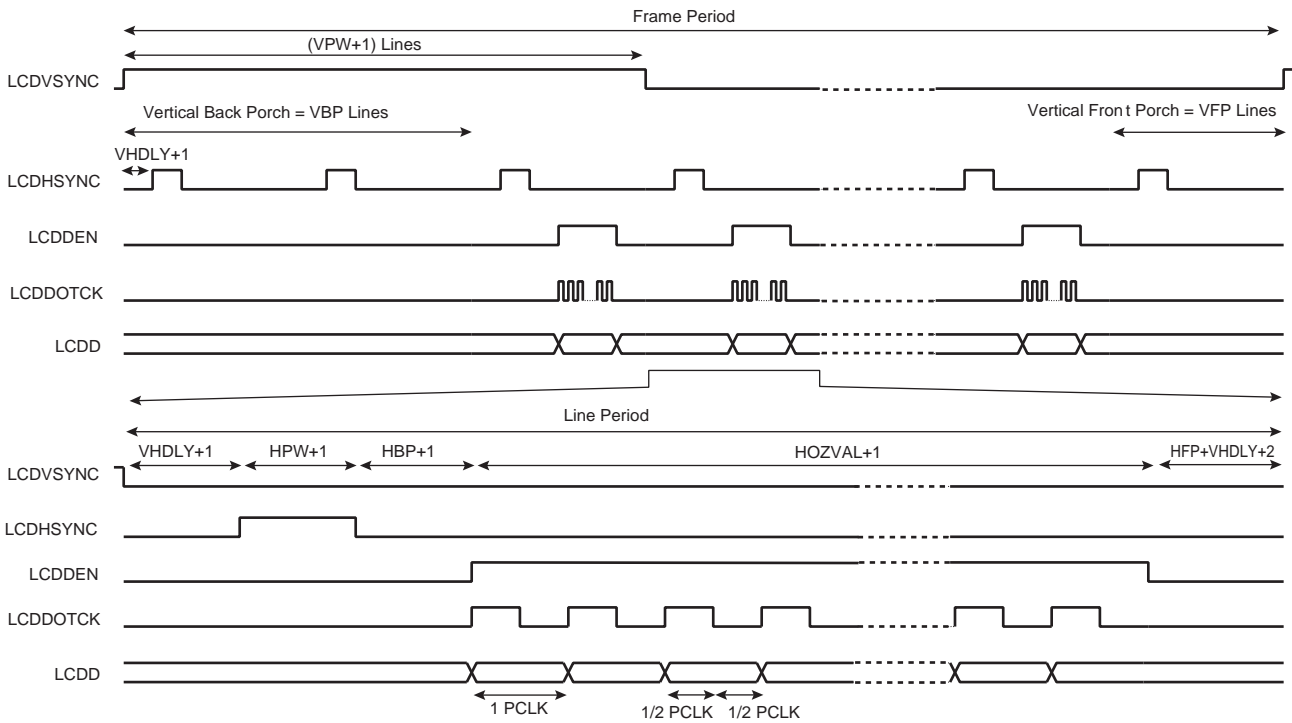 Frame Period
(VPW+1) Lines
LCDVSYNC
Vertical Back Porch = VBP Lines
Vertical Front Porch = VFP Lines
VHDLY+1
LCDHSYNC
LCDDEN
LCDDOTCK
LCDD
Line Period
VHDLY+1
HPW+1
HBP+1
HOZVAL+1
HFP+VHDLY+2
LCDVSYNC
LCDHSYNC
LCDDEN
LCDDOTCK
LCDD
1 PCLK
1/2 PCLK
1/2 PCLK